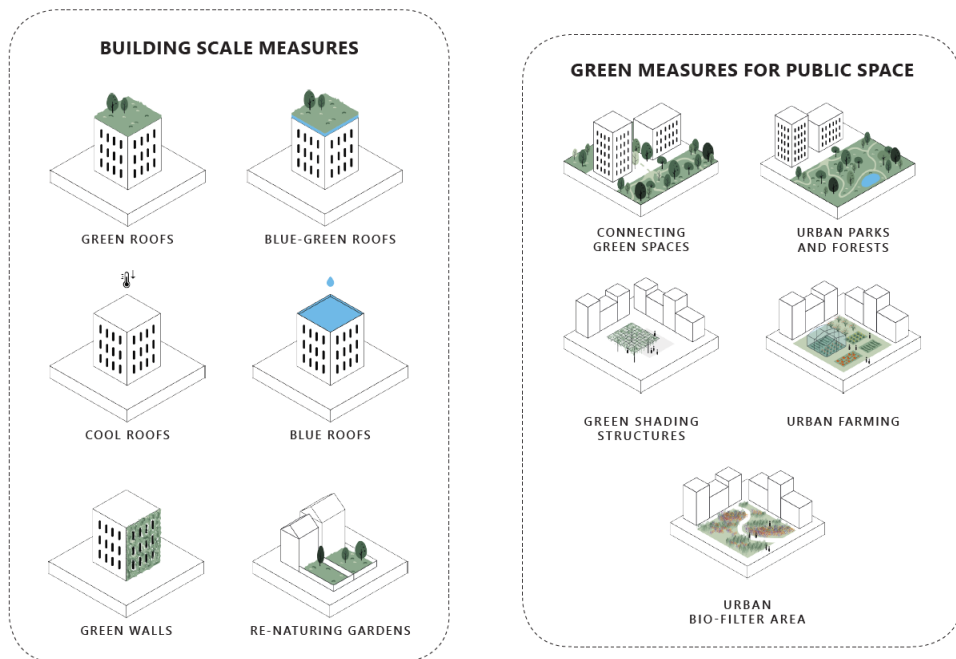 BUILDING SCALE MEASURES
GREEN ROOFS
BLUE-GREEN ROOFS
COOL ROOFS
BLUE ROOFS
GREEN WALLS
RE-NATURING GARDENS
GREEN MEASURES FOR PUBLIC SPACE
CONNECTING
GREEN SPACES
URBAN PARKS
AND FORESTS
GREEN SHADING
STRUCTURES
URBAN FARMING
URBAN
BIO-FILTER AREA